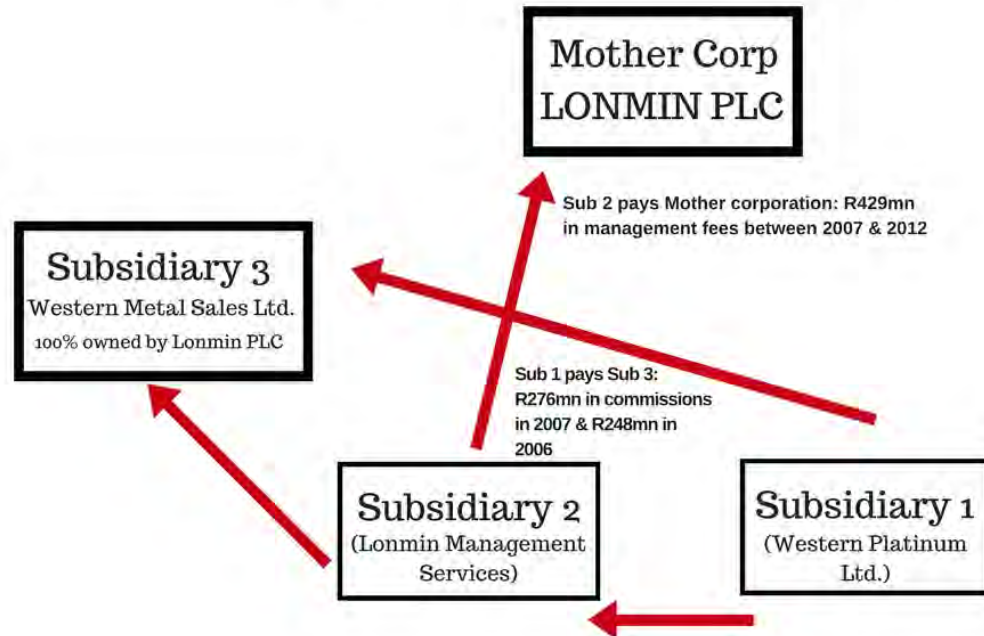 Mother Corp
LONMIN PLC
Sub 2 pays Mother corporation: R429mn
in management fees between 2007 & 2012
Subsidiary 3
Western Metal Sales Ltd.
100% owned by Lonmin PLC
Sub 1 pays Sub 3:
R276mn in commissions
in 2007 & R248mn in
2006
Subsidiary 2
(Lonmin Management
Services)
Subsidiary 1
(Western Platinum
Ltd.)